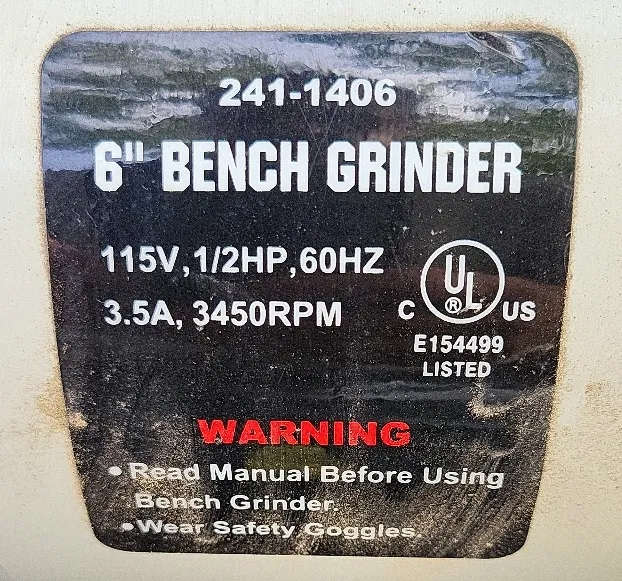 241-1406
6" BENCH GRINDER
115V, 1/2HP, 60HZ
3.5A, 3450RPM
C UL ® US
E154499
LISTED
WARNING
• Read Manual Before Using
Bench Grinder.
• Wear Safety Goggles.